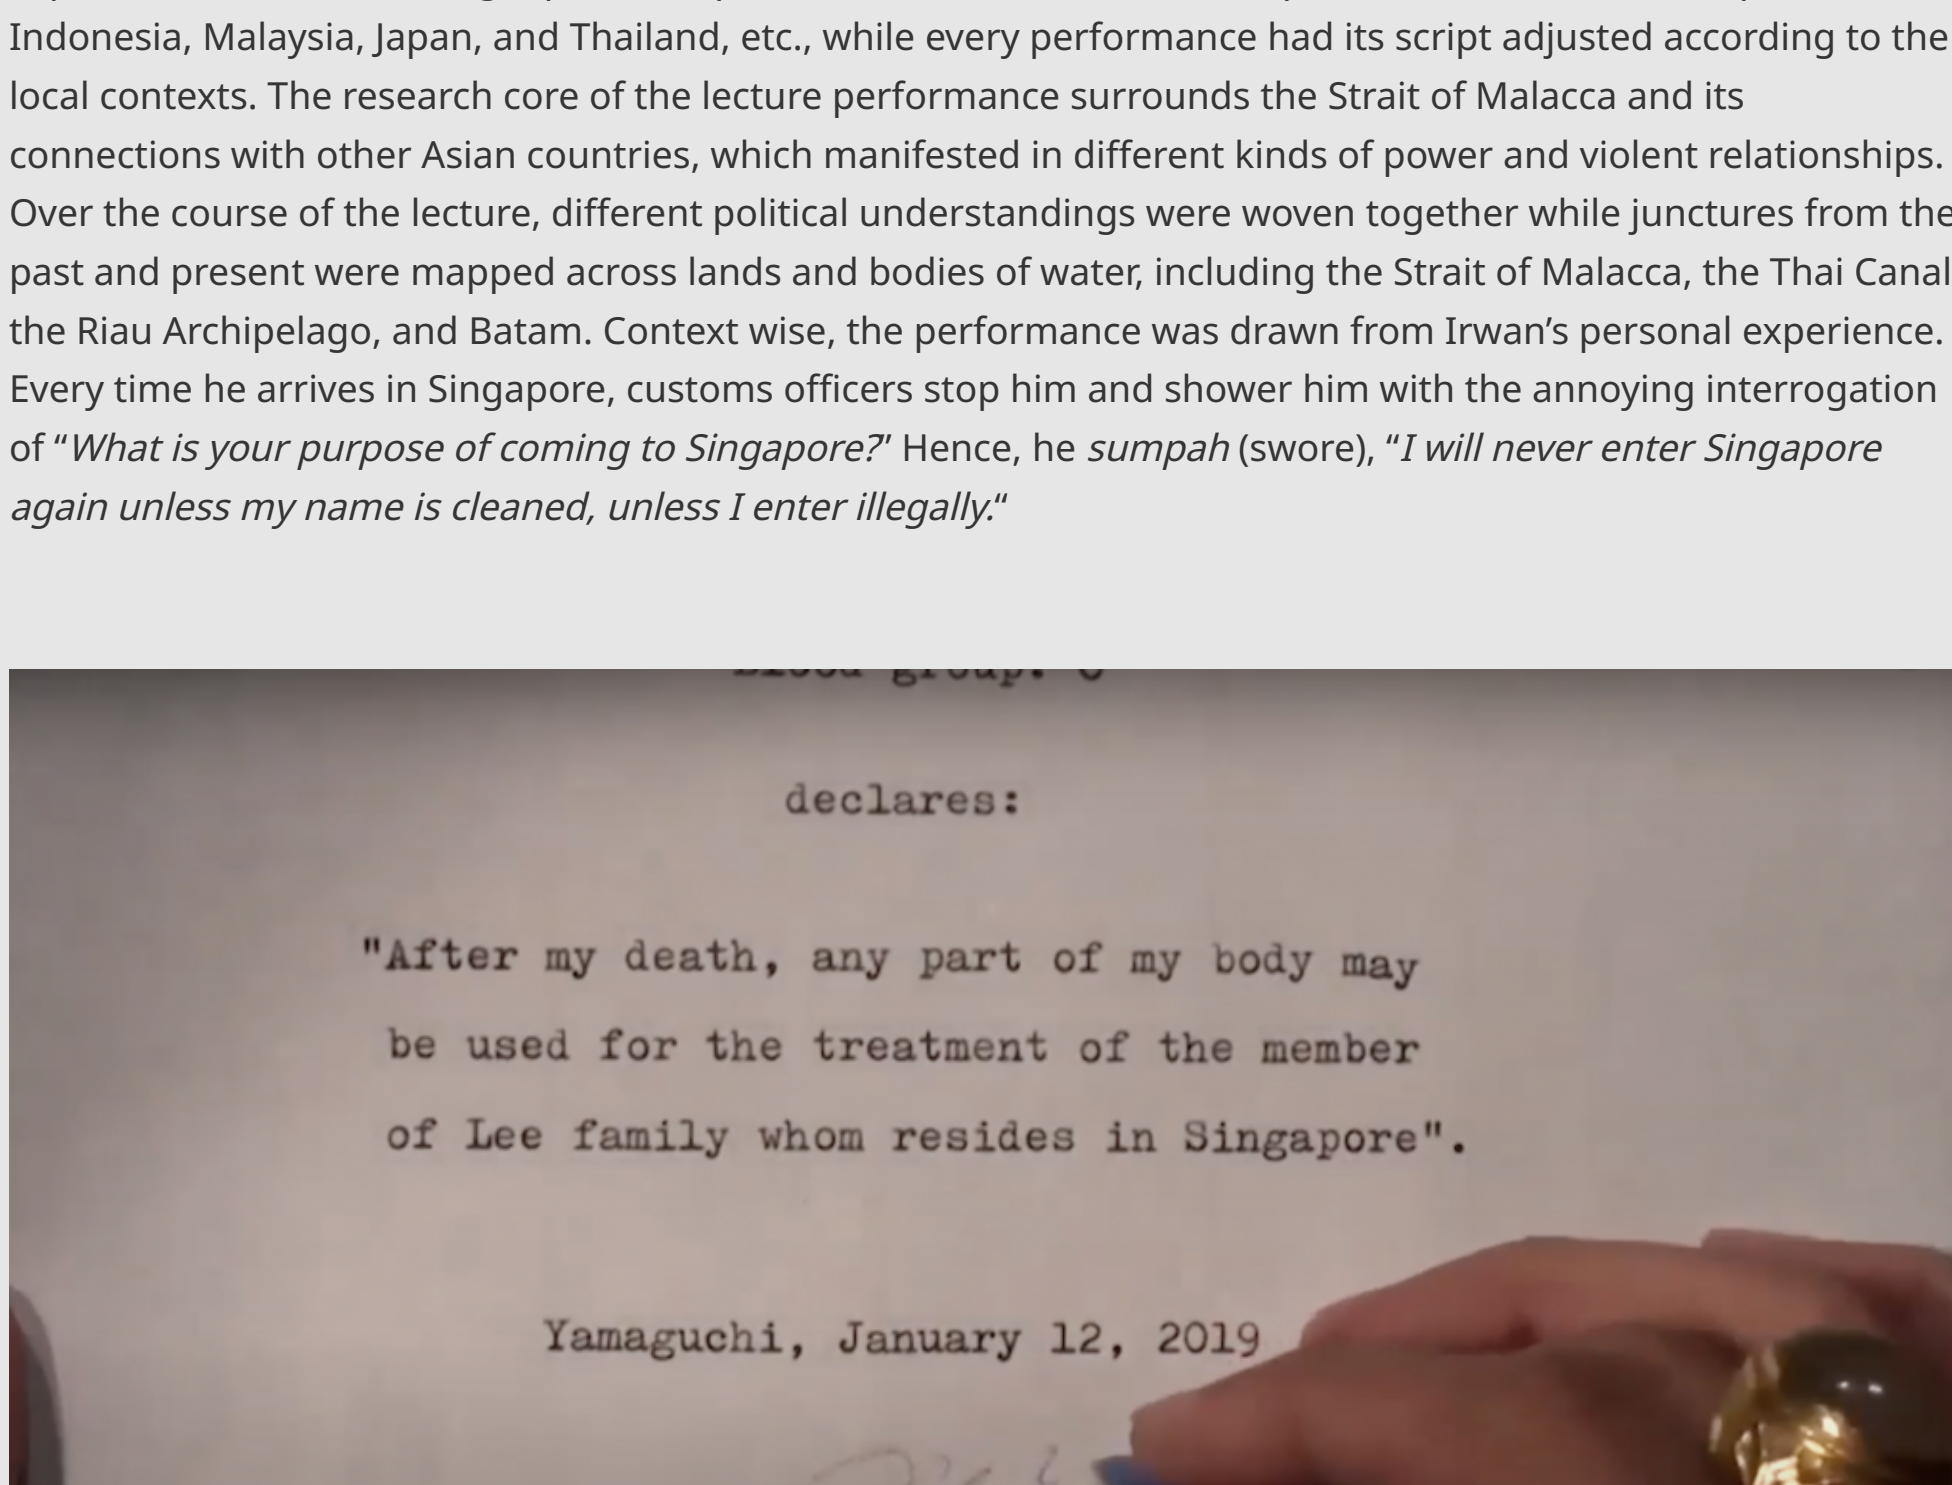 Indonesia, Malaysia, Japan, and Thailand, etc., while every performance had its script adjusted according to the
local contexts. The research core of the lecture performance surrounds the Strait of Malacca and its
connections with other Asian countries, which manifested in different kinds of power and violent relationships.
Over the course of the lecture, different political understandings were woven together while junctures from the
past and present were mapped across lands and bodies of water, including the Strait of Malacca, the Thai Canal
the Riau Archipelago, and Batam. Context wise, the performance was drawn from Irwan’s personal experience.
Every time he arrives in Singapore, customs officers stop him and shower him with the annoying interrogation
of “What is your purpose of coming to Singapore?” Hence, he sumpah (swore), “I will never enter Singapore
again unless my name is cleaned, unless I enter illegally.“
Blood group: O
declares:
"After my death, any part of my body may
be used for the treatment of the member
of Lee family whom resides in Singapore".
Yamaguchi, January 12, 2019